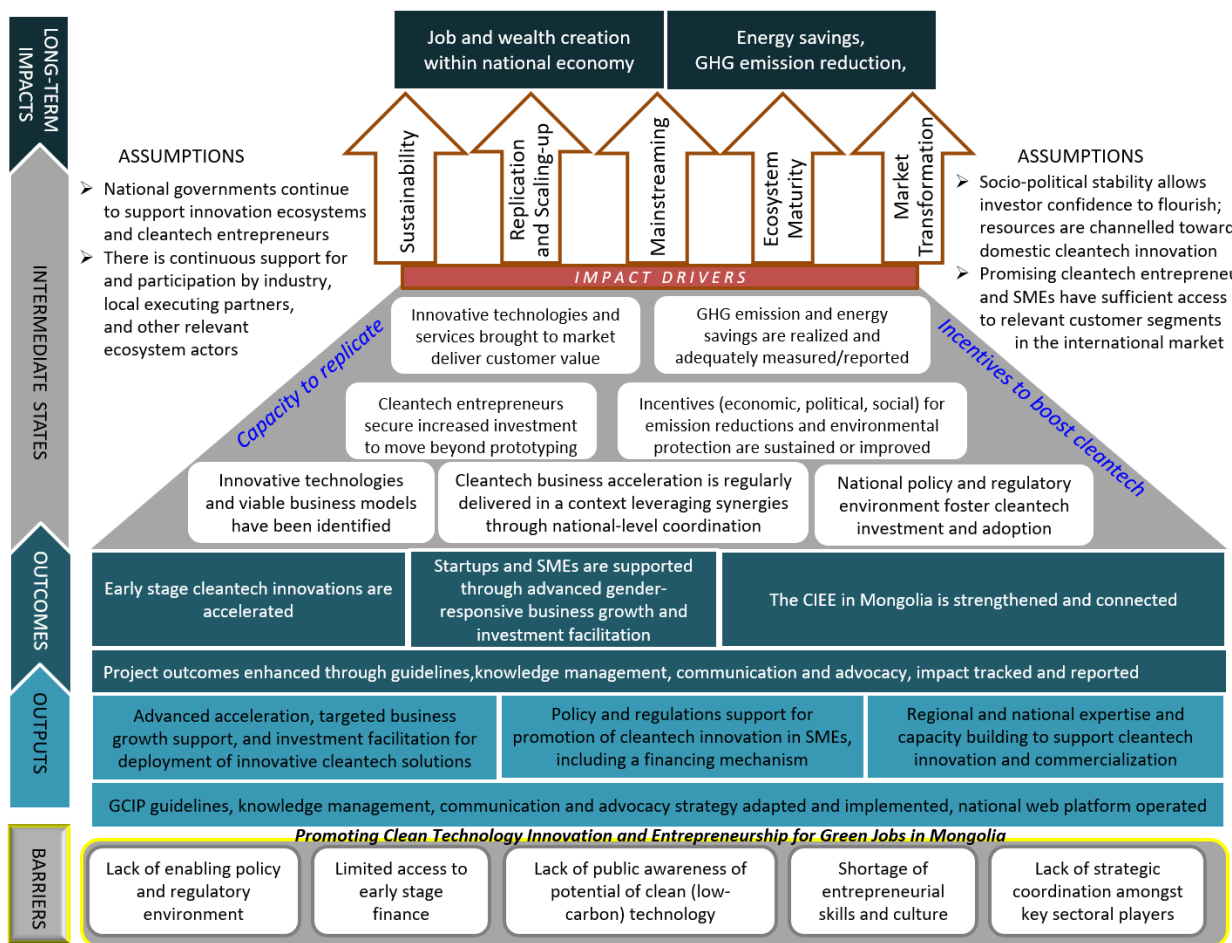 LONG-TERM
IMPACTS
Job and wealth creation
within national economy
Energy savings,
GHG emission reduction,
Sustainability
Replication
and Scaling-up
Mainstreaming
Ecosystem
Maturity
Market
Transformation
ASSUMPTIONS
➢ National governments continue
to support innovation ecosystems
and cleantech entrepreneurs
➢ There is continuous support for
and participation by industry,
local executing partners,
and other relevant
ecosystem actors
ASSUMPTIONS
➢ Socio-political stability allows
investor confidence to flourish;
resources are channelled toward
domestic cleantech innovation
➢ Promising cleantech entrepreneu
and SMEs have sufficient access
to relevant customer segments
in the international market
IMPACT DRIVERS
INTERMEDIATE STATES
Capacity to replicate
Incentives to boost cleantech
Innovative technologies and
services brought to market
deliver customer value
GHG emission and energy
savings are realized and
adequately measured/reported
Cleantech entrepreneurs
secure increased investment
to move beyond prototyping
Incentives (economic, political, social) for
emission reductions and environmental
protection are sustained or improved
Innovative technologies
and viable business models
have been identified
Cleantech business acceleration is regularly
delivered in a context leveraging synergies
through national-level coordination
National policy and regulatory
environment foster cleantech
investment and adoption
OUTCOMES
Early stage cleantech innovations are
accelerated
Startups and SMEs are supported
through advanced gender-
responsive business growth and
investment facilitation
The CIEE in Mongolia is strengthened and connected
Project outcomes enhanced through guidelines,knowledge management, communication and advocacy, impact tracked and reported
OUTPUTS
Advanced acceleration, targeted business
growth support, and investment facilitation for
deployment of innovative cleantech solutions
Policy and regulations support for
promotion of cleantech innovation in SMEs,
including a financing mechanism
Regional and national expertise and
capacity building to support cleantech
innovation and commercialization
GCIP guidelines, knowledge management, communication and advocacy strategy adapted and implemented, national web platform operated
Promoting Clean Technology Innovation and Entrepreneurship for Green Jobs in Mongolia
BARRIERS
Lack of enabling policy
and regulatory
environment
Limited access to
early stage
finance
Lack of public awareness of
potential of clean (low-
carbon) technology
Shortage of
entrepreneurial
skills and culture
Lack of strategic
coordination amongst
key sectoral players